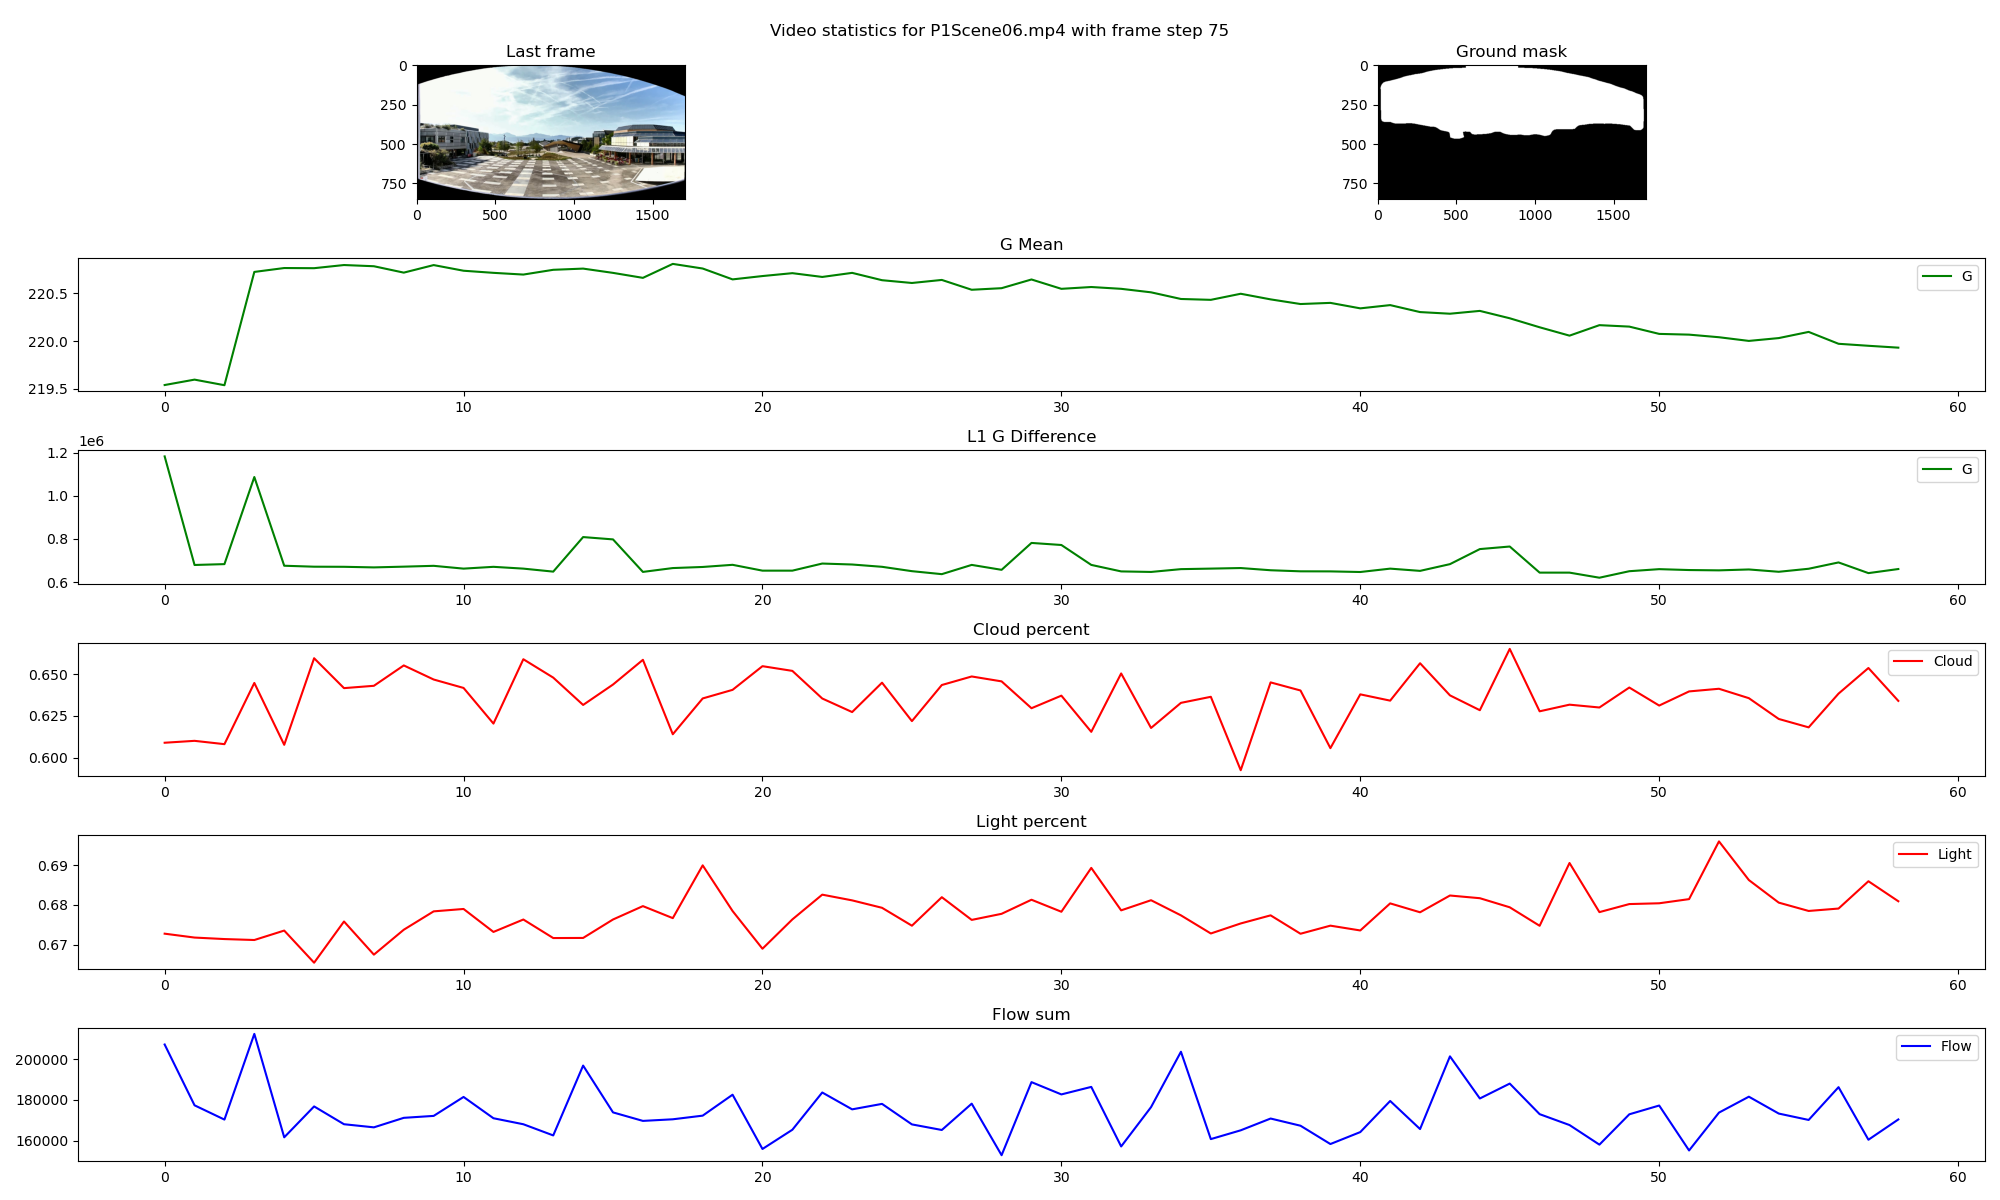 Video statistics for P1Scene06.mp4 with frame step 75
Last frame
Ground mask
0
250
500
750
0 500 1000 1500
0
250
500
750
0 500 1000 1500
G Mean
G
220.5
220.0
219.5
0 10 20 30 40 50 60
L1 G Difference
1e6
G
1.2
1.0
0.8
0.6
0 10 20 30 40 50 60
Cloud percent
Cloud
0.650
0.625
0.600
0 10 20 30 40 50 60
Light percent
Light
0.69
0.68
0.67
0 10 20 30 40 50 60
Flow sum
Flow
200000
180000
160000
0 10 20 30 40 50 60